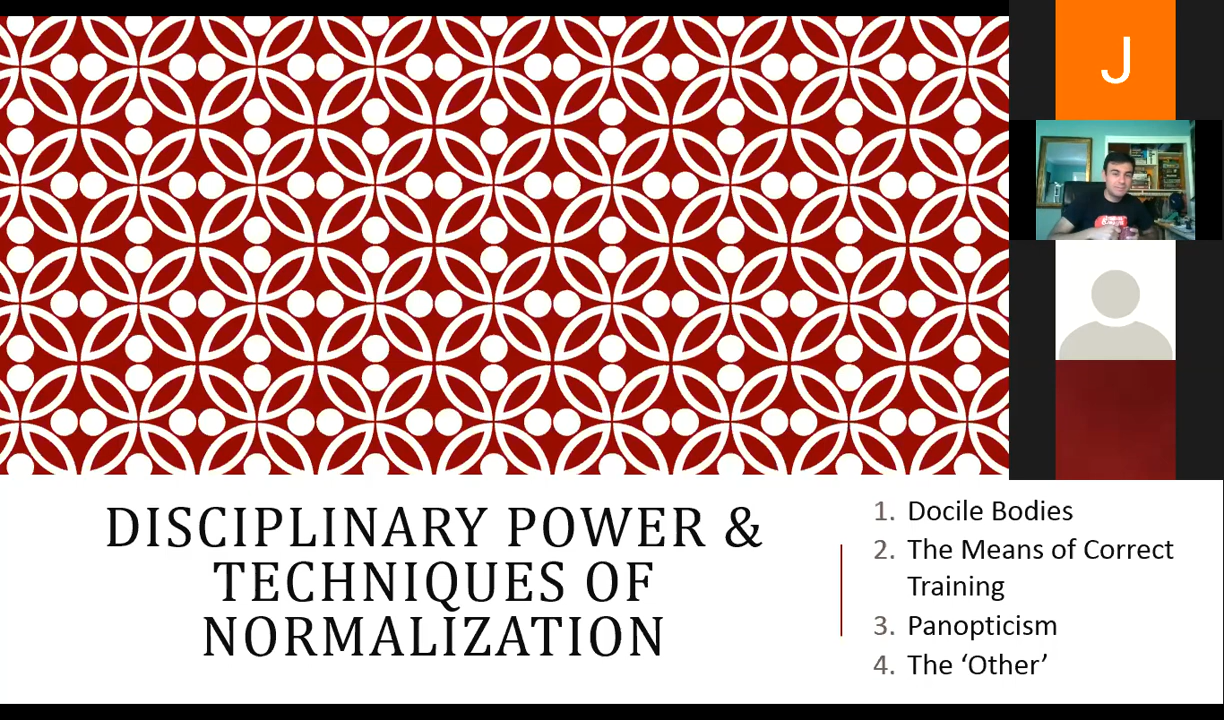 J
DISCIPLINARY POWER &
TECHNIQUES OF
NORMALIZATION
1. Docile Bodies
2. The Means of Correct
Training
3. Panopticism
4. The ‘Other’